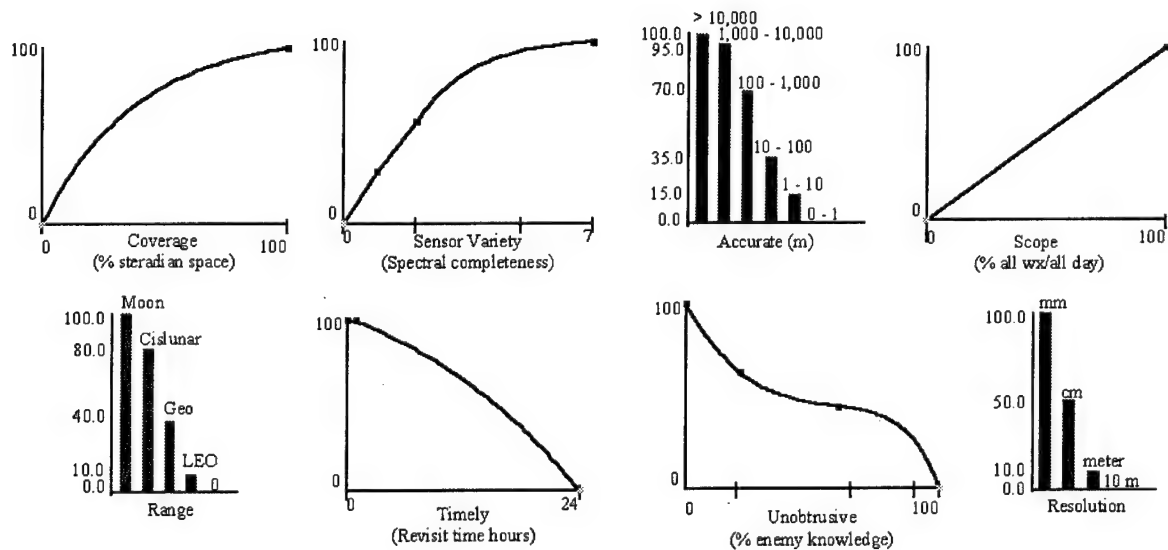 100
0
0
Coverage
100
(% steradian space)
100
0
0
Sensor Variety
7
(Spectral completeness)
> 10,000
100.0
1,000 - 10,000
95.0
100 - 1,000
70.0
10 - 100
35.0
1 - 10
15.0
0 - 1
0.0
Accurate (m)
100
0
0
Scope
100
(% all wx/all day)
Moon
100.0
Cislunar
80.0
Geo
40.0
LEO
10.0
0
0.0
Range
100
0
0
Timely
24
(Revisit time hours)
100
0
0
Unobtrusive
100
(% enemy knowledge)
mm
100.0
cm
50.0
meter
10.0
10 m
0.0
Resolution